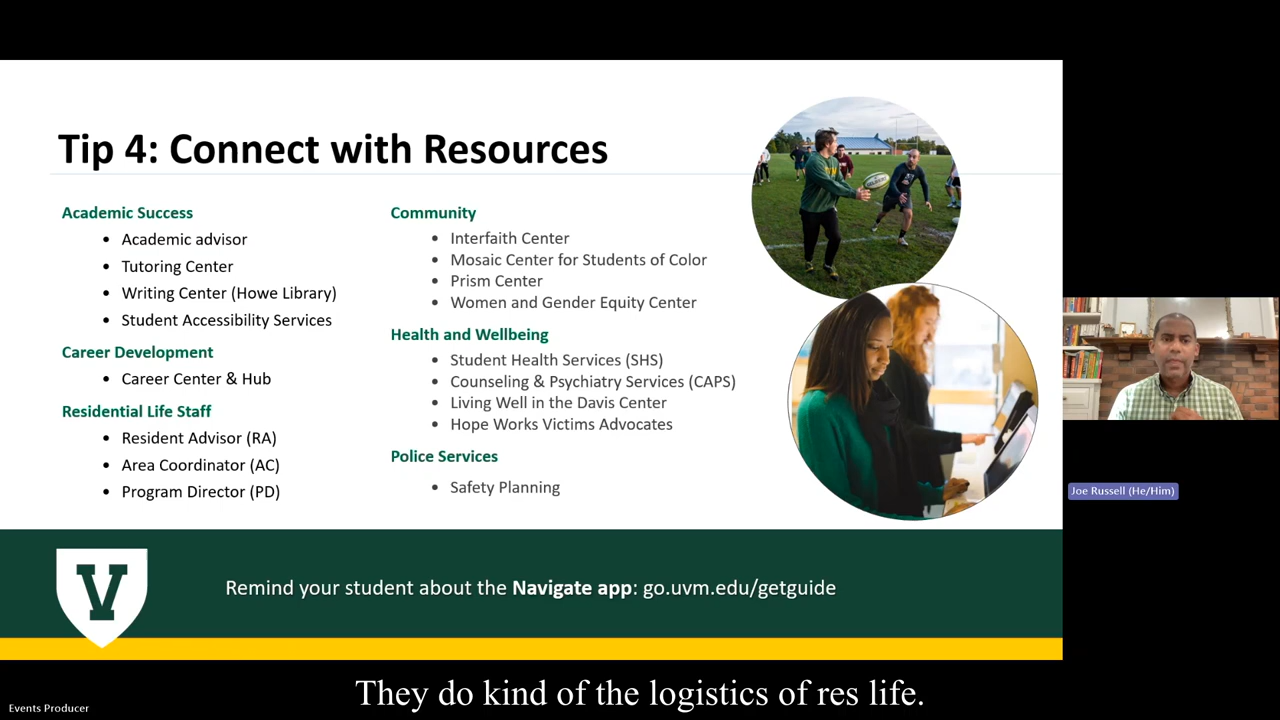 Tip 4: Connect with Resources
Academic Success
• Academic advisor
• Tutoring Center
• Writing Center (Howe Library)
• Student Accessibility Services
Career Development
• Career Center & Hub
Residential Life Staff
• Resident Advisor (RA)
• Area Coordinator (AC)
• Program Director (PD)
Community
• Interfaith Center
• Mosaic Center for Students of Color
• Prism Center
• Women and Gender Equity Center
Health and Wellbeing
• Student Health Services (SHS)
• Counseling & Psychiatry Services (CAPS)
• Living Well in the Davis Center
• Hope Works Victims Advocates
Police Services
• Safety Planning
Joe Russell (He/Him)
V
Remind your student about the Navigate app: go.uvm.edu/getguide
They do kind of the logistics of res life.
Events Producer